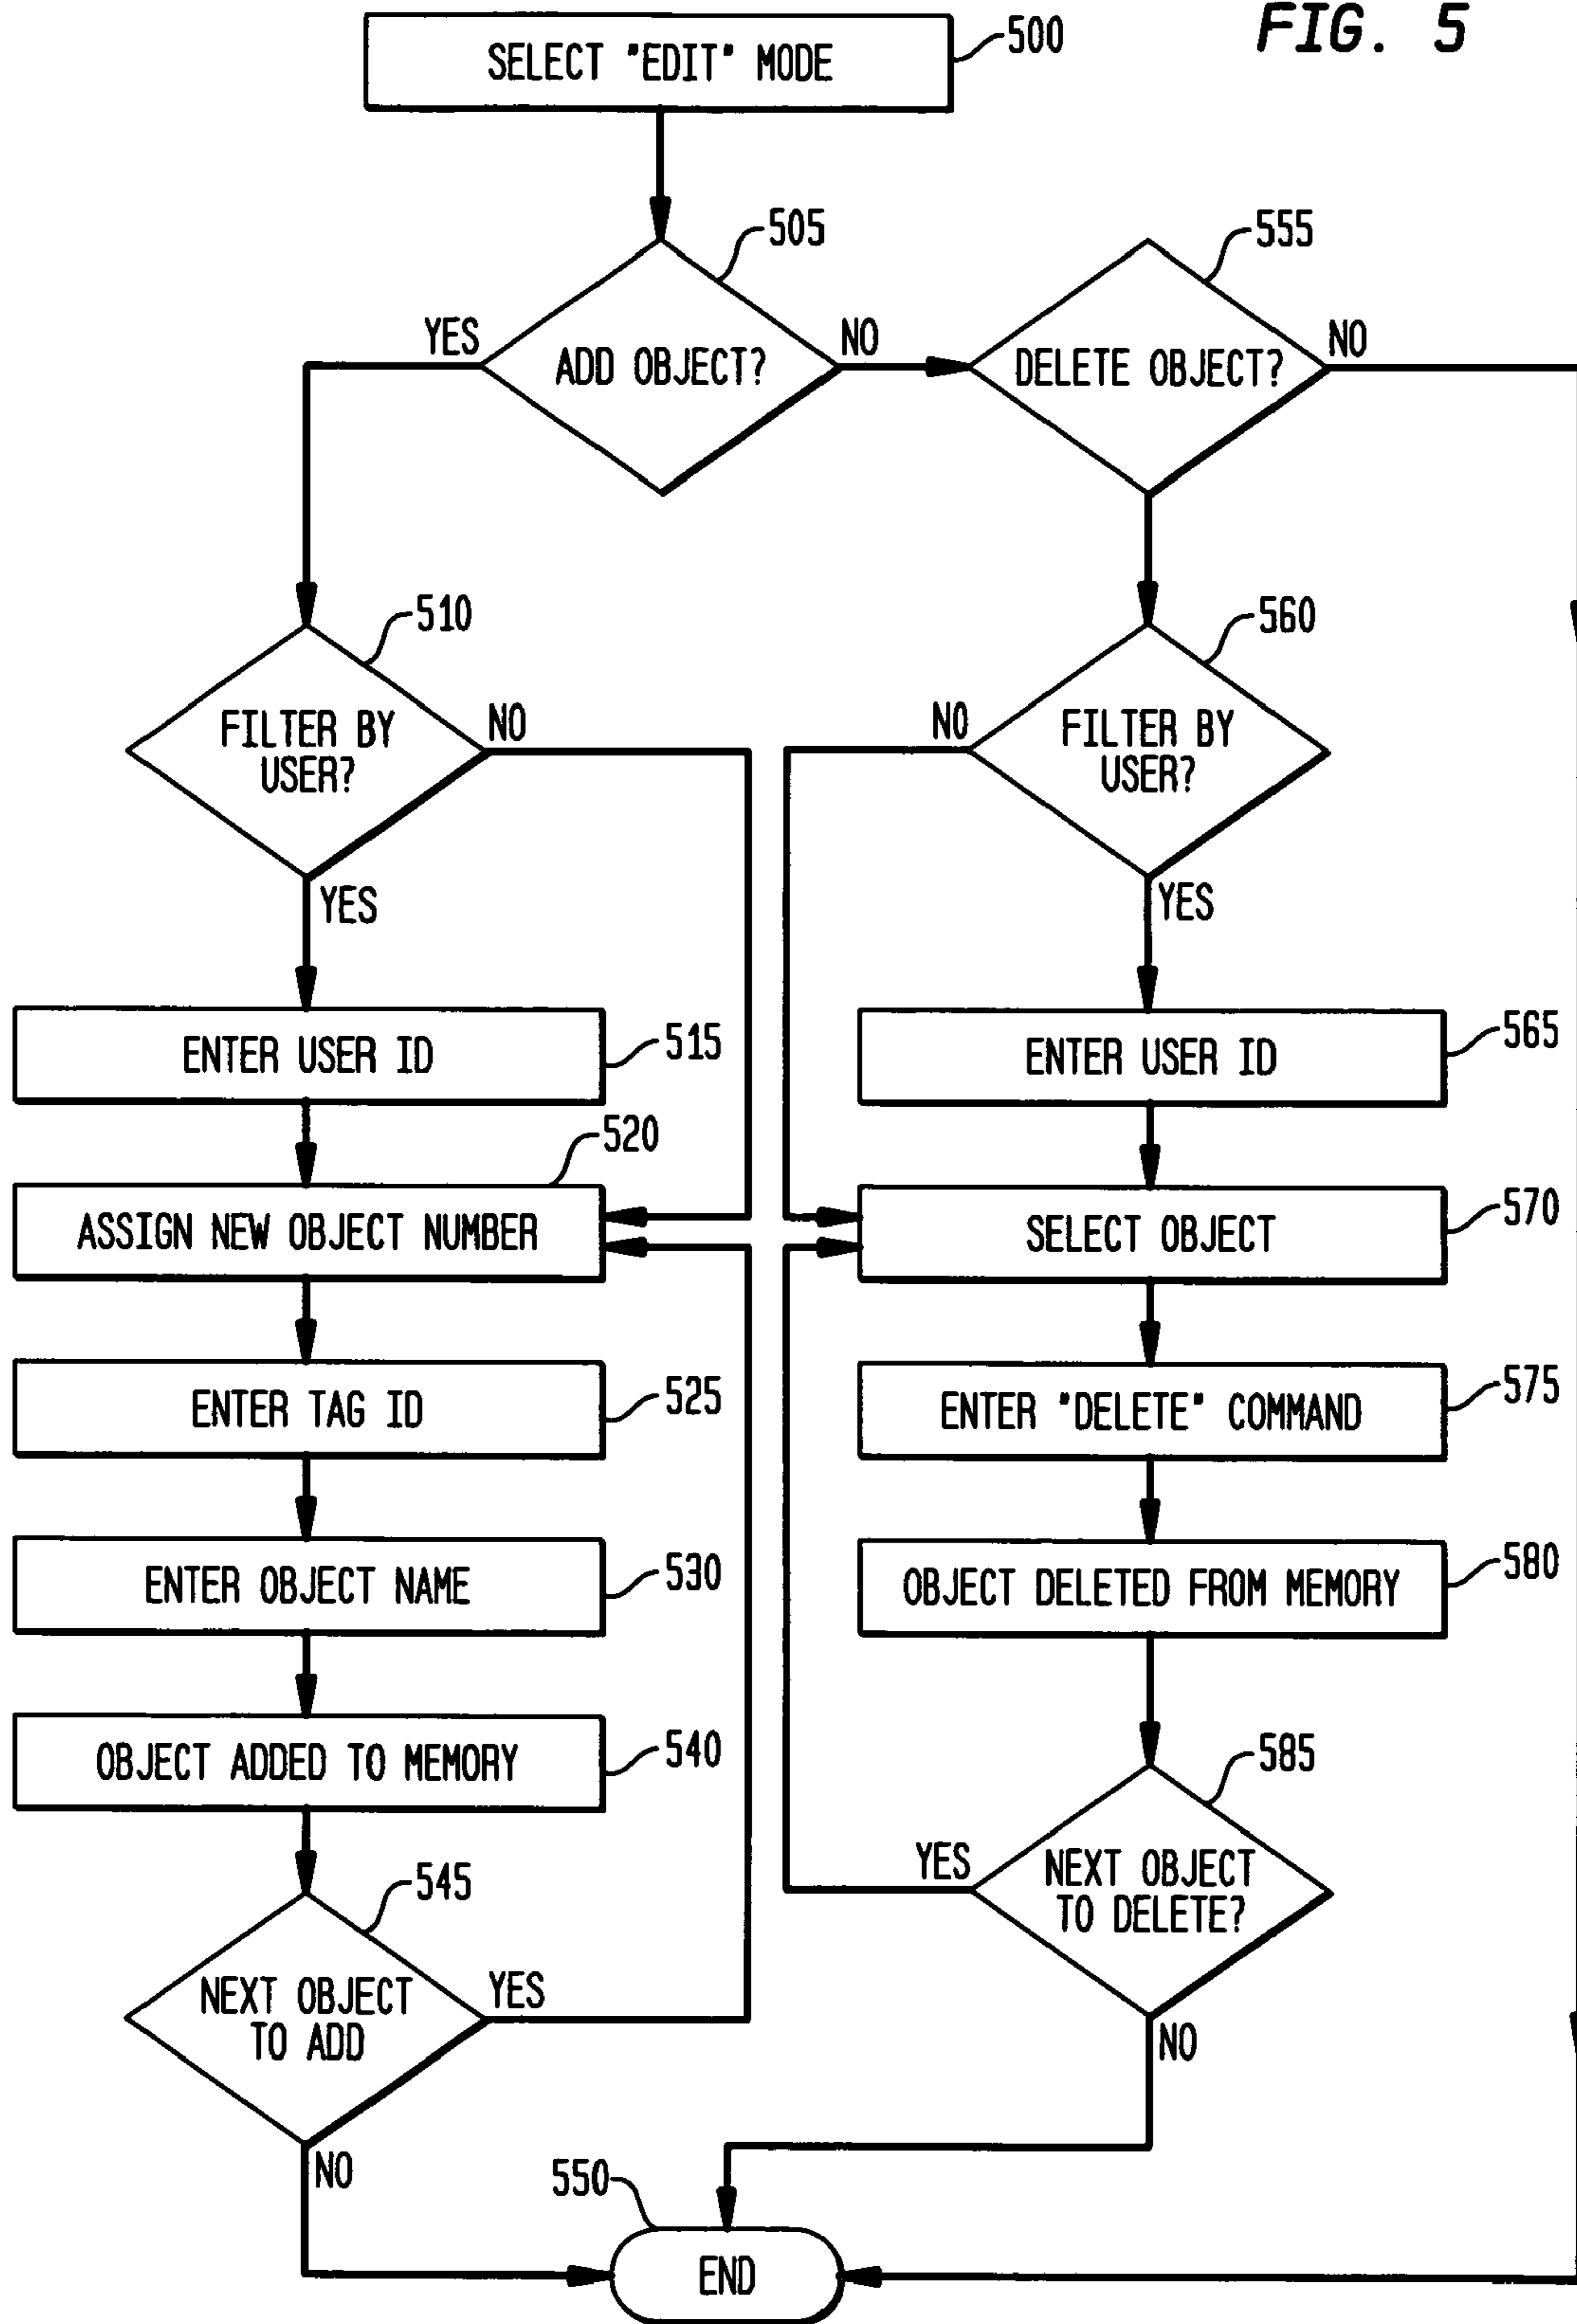 FIG. 5
SELECT "EDIT" MODE
500
505
555
YES
ADD OBJECT?
NO
DELETE OBJECT?
NO
510
560
FILTER BY
USER?
NO
NO
FILTER BY
USER?
YES
YES
ENTER USER ID
515
ENTER USER ID
565
520
ASSIGN NEW OBJECT NUMBER
SELECT OBJECT
570
ENTER TAG ID
525
ENTER "DELETE" COMMAND
575
ENTER OBJECT NAME
530
OBJECT DELETED FROM MEMORY
580
OBJECT ADDED TO MEMORY
540
585
545
YES
NEXT OBJECT
TO DELETE?
NEXT OBJECT
TO ADD
YES
NO
NO
550
END